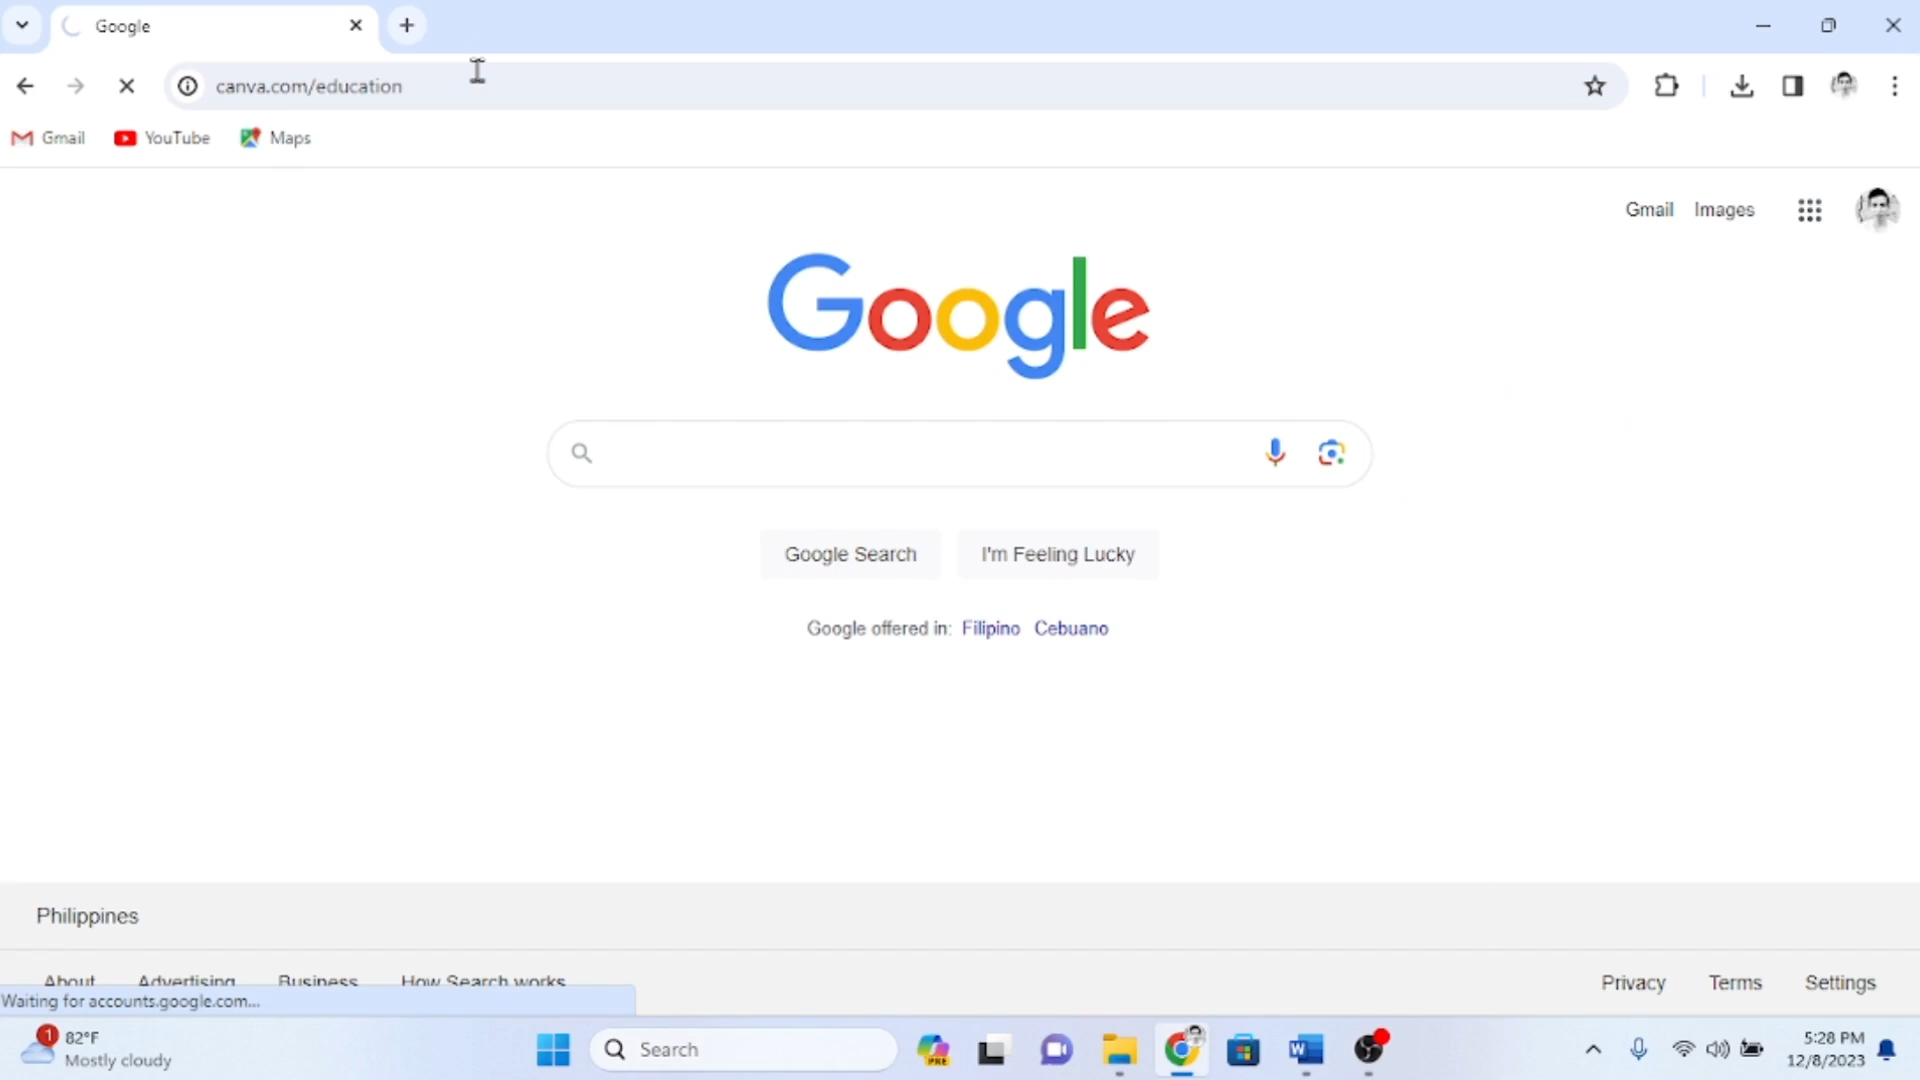 Google
canva.com/education
Gmail YouTube Maps
Gmail Images
Google
Google Search I'm Feeling Lucky
Google offered in: Filipino Cebuano
Philippines
About Advertising Business How Search works Privacy Terms Settings
Waiting for accounts.google.com...
1 82°F
Mostly cloudy
Search
PRE
5:28 PM
12/8/2023